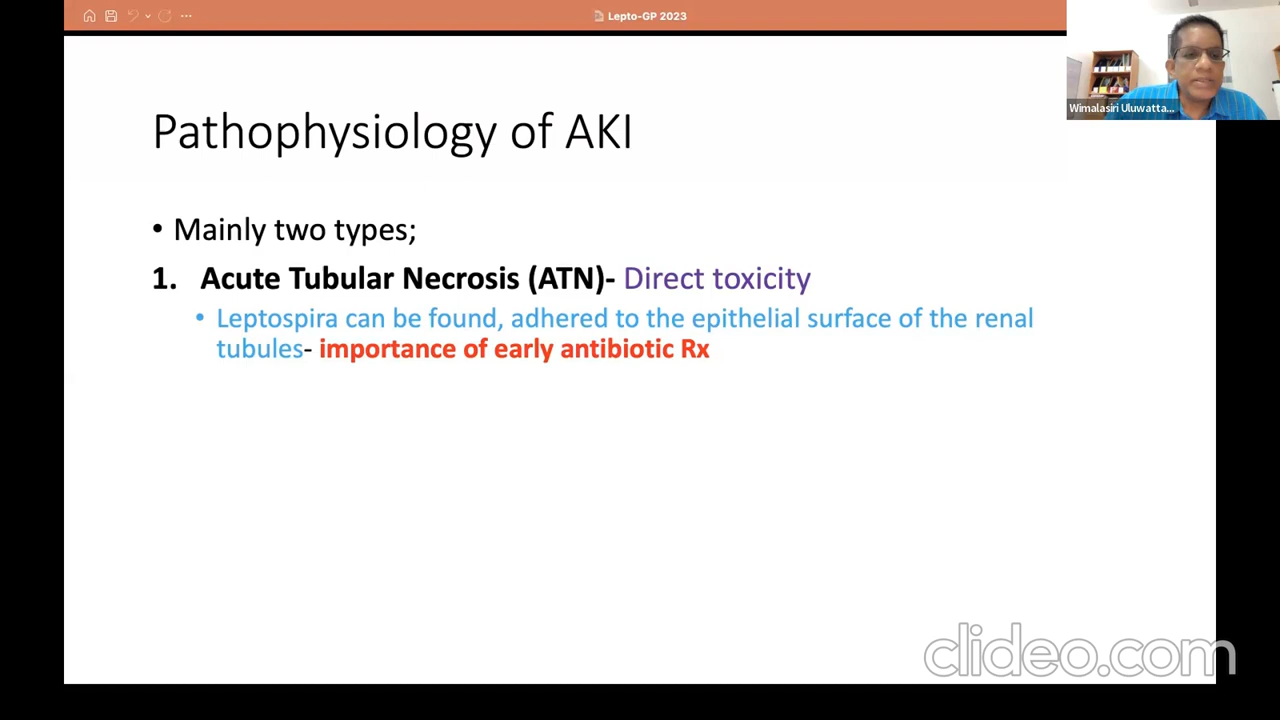 Lepto-GP 2023
Wimalasiri Uluwatta...
Pathophysiology of AKI
• Mainly two types;
1. Acute Tubular Necrosis (ATN)- Direct toxicity
• Leptospira can be found, adhered to the epithelial surface of the renal
tubules- importance of early antibiotic Rx
clideo.com